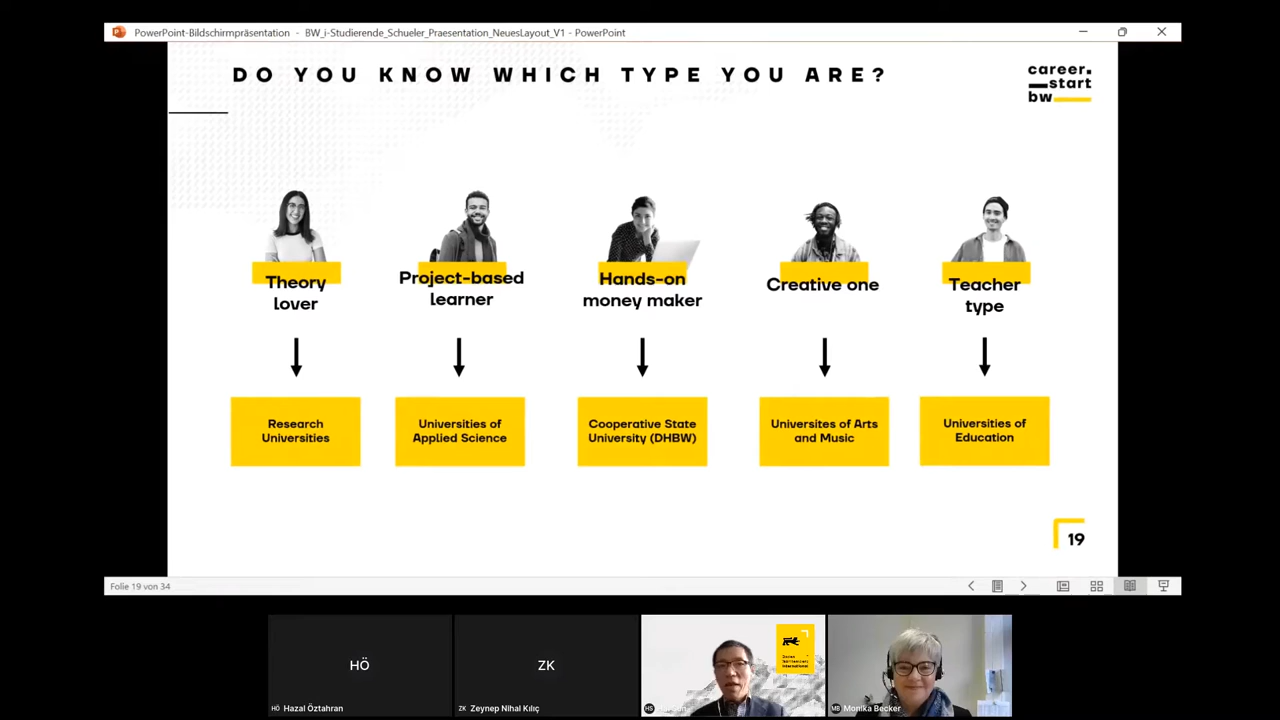 PowerPoint-Bildschirmpräsentation - BW_i-Studierende_Schueler_Praesentation_NeuesLayout_V1 - PowerPoint
DO YOU KNOW WHICH TYPE YOU ARE?
career.
start
bw
Theory
lover
Project-based
learner
Hands-on
money maker
Creative one
Teacher
type
Research
Universities
Universities of
Applied Science
Cooperative State
University (DHBW)
Universites of Arts
and Music
Universities of
Education
19
Folie 19 von 34
HÖ
ZK
HÖ Hazal Öztahran
ZK Zeynep Nihal Kılıç
HS
MB Monika Becker